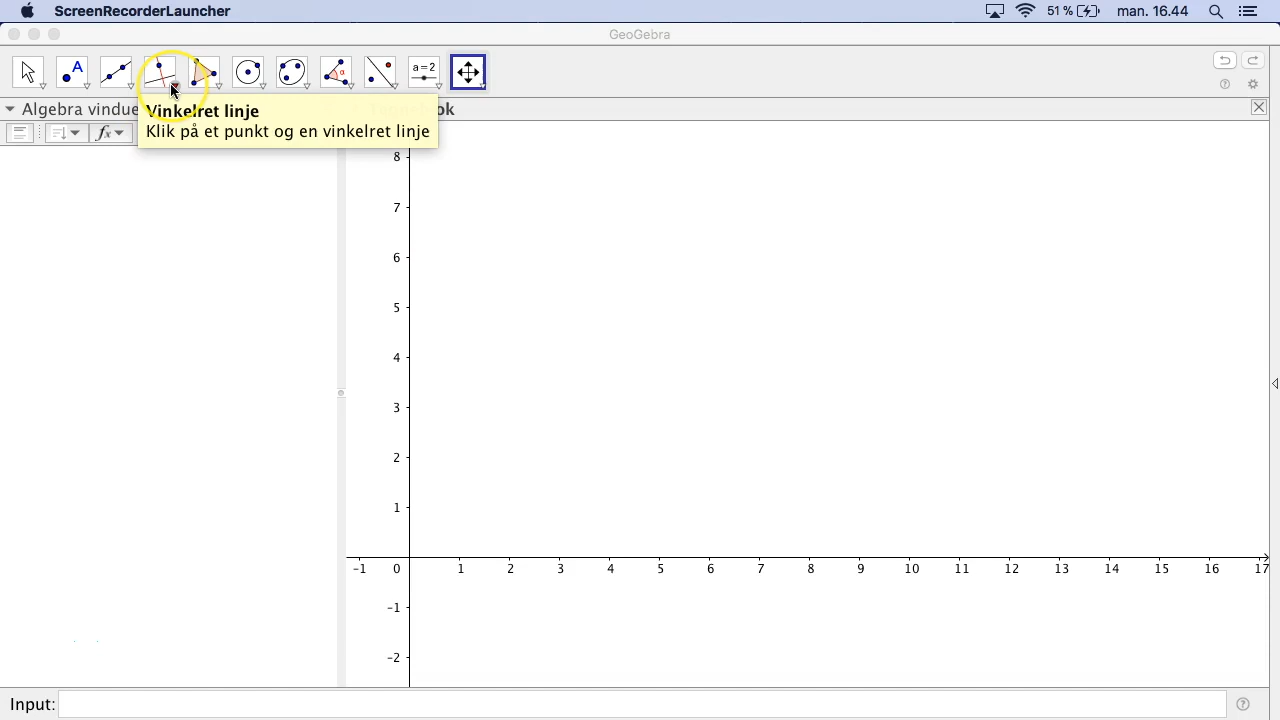 ScreenRecorderLauncher
51 %
man. 16.44
GeoGebra
A
α
a=2
Algebra vindue
Vinkelret linje
Klik på et punkt og en vinkelret linje
fx
8
7
6
5
4
3
2
1
-1 0 1 2 3 4 5 6 7 8 9 10 11 12 13 14 15 16 17
-1
-2
Input: